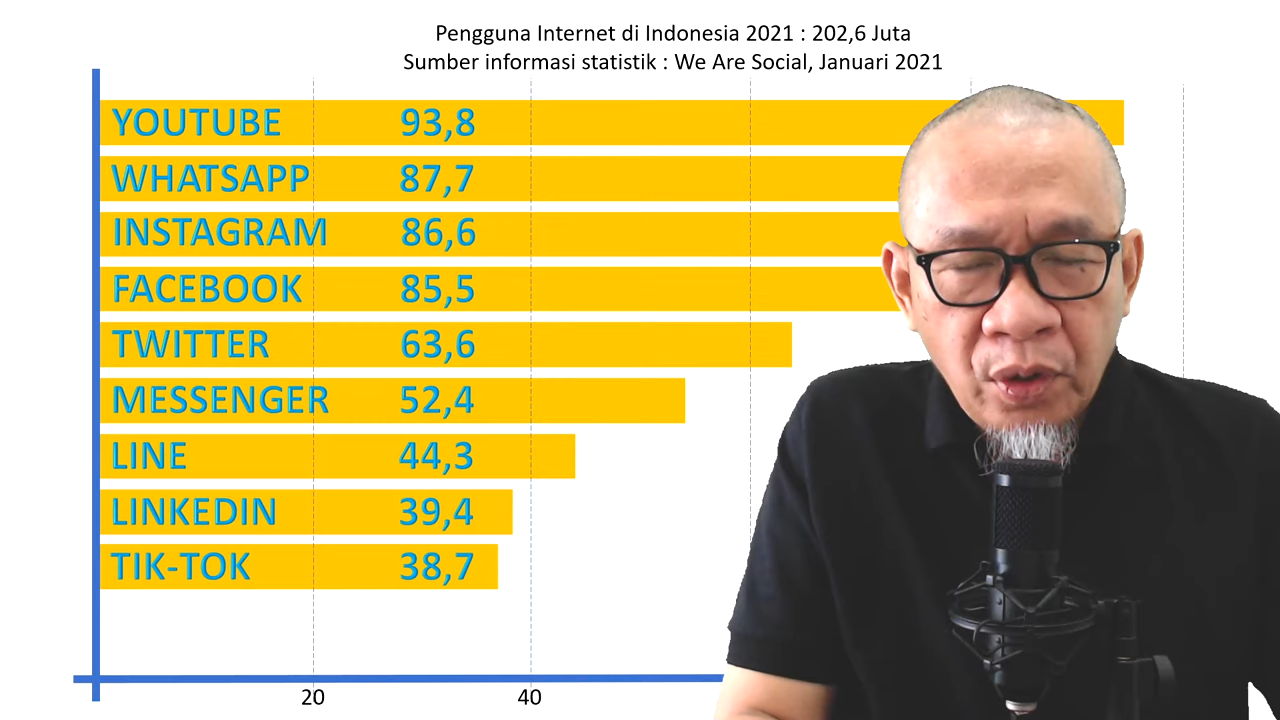 Pengguna Internet di Indonesia 2021 : 202,6 Juta
Sumber informasi statistik : We Are Social, Januari 2021
YOUTUBE 93,8
WHATSAPP 87,7
INSTAGRAM 86,6
FACEBOOK 85,5
TWITTER 63,6
MESSENGER 52,4
LINE 44,3
LINKEDIN 39,4
TIK-TOK 38,7
20 40